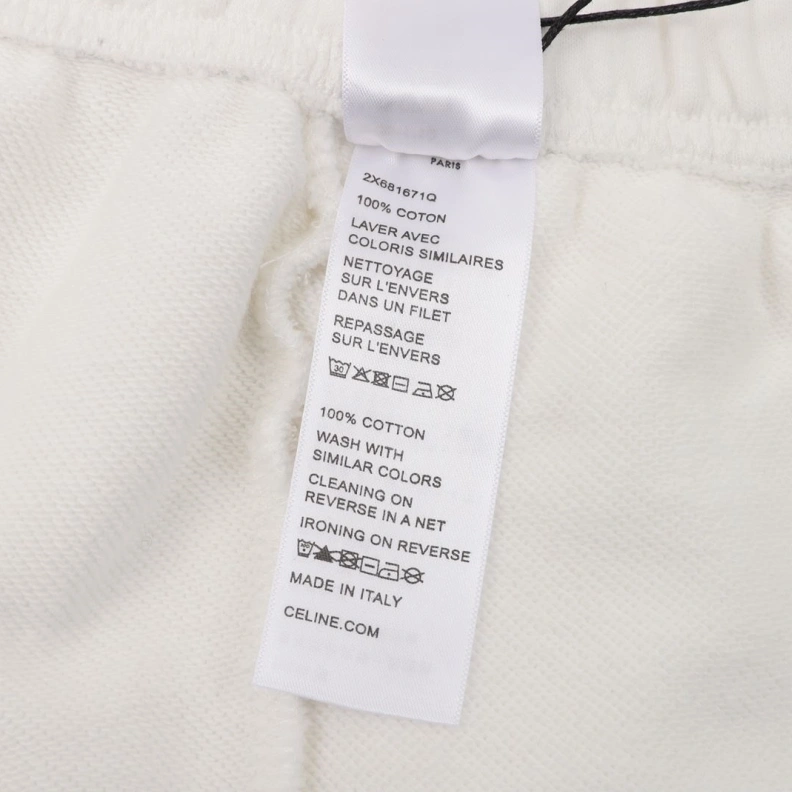 PARIS
2X681671Q
100% COTON
LAVER AVEC
COLORIS SIMILAIRES
NETTOYAGE
SUR L'ENVERS
DANS UN FILET
REPASSAGE
SUR L'ENVERS
30
100% COTTON
WASH WITH
SIMILAR COLORS
CLEANING ON
REVERSE IN A NET
IRONING ON REVERSE
MADE IN ITALY
CELINE.COM